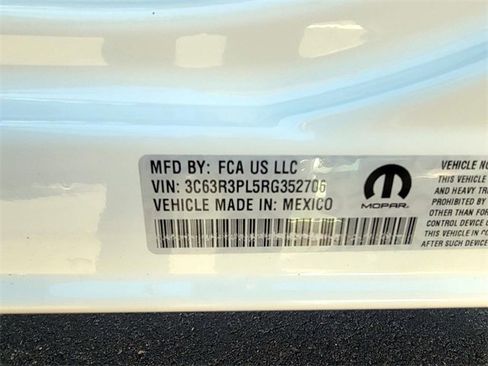 MFD BY: FCA US LLC
VIN: 3C63R3PL5RG352706
VEHICLE MADE IN: MEXICO
MOPAR
VEHICLE NO
THIS VEHICLE
AND HEAVY TR
PROHIBITED BY
OTHER THAN FOR
CONTROL DEVICE O
THIS VEHICLE IN CO
AFTER SUCH DEVICE